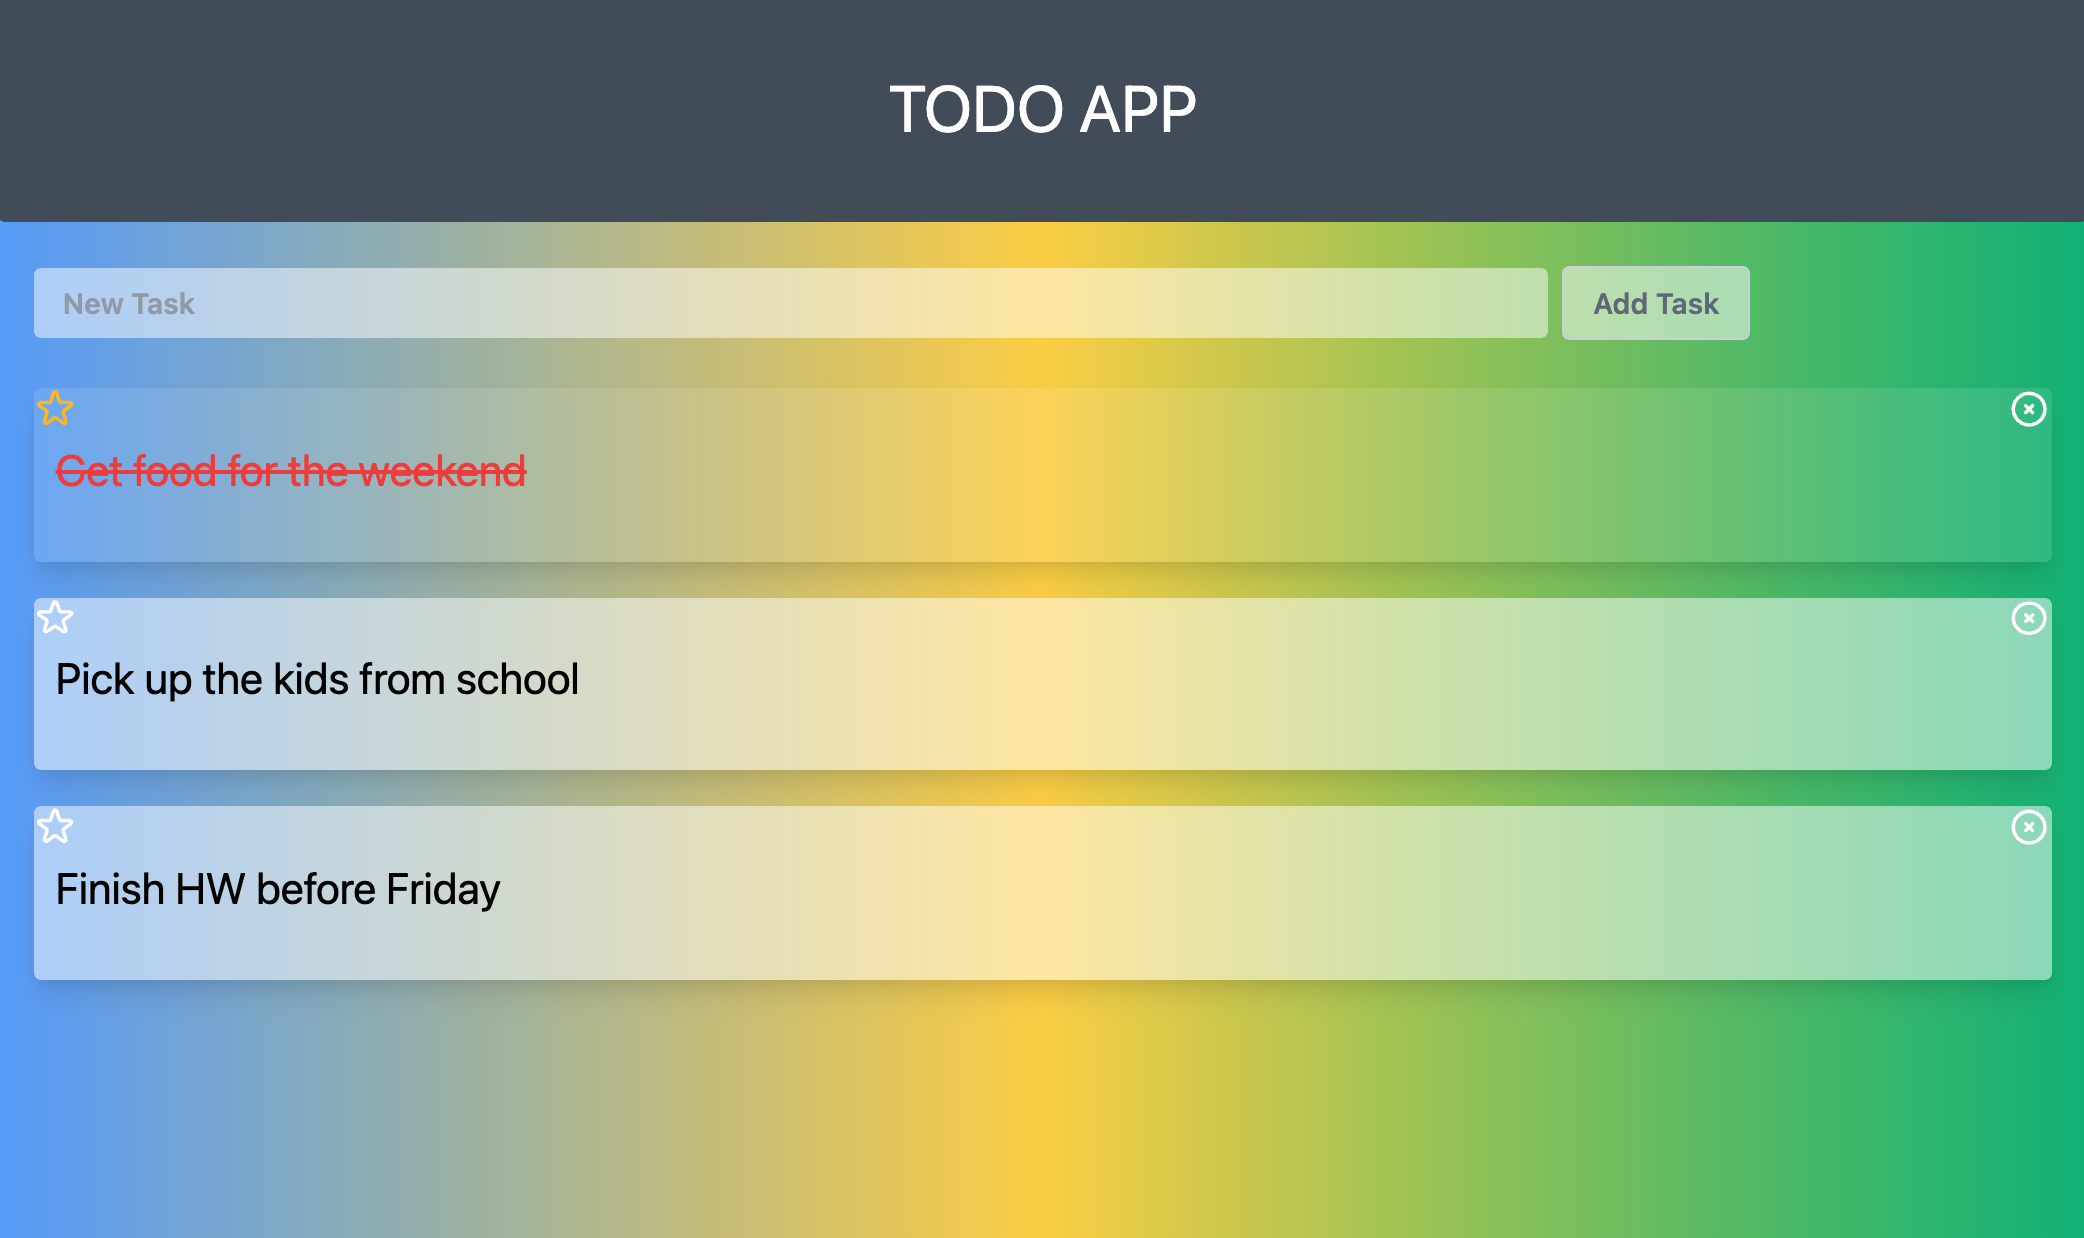 TODO APP
New Task
Add Task
Get food for the weekend
Pick up the kids from school
Finish HW before Friday